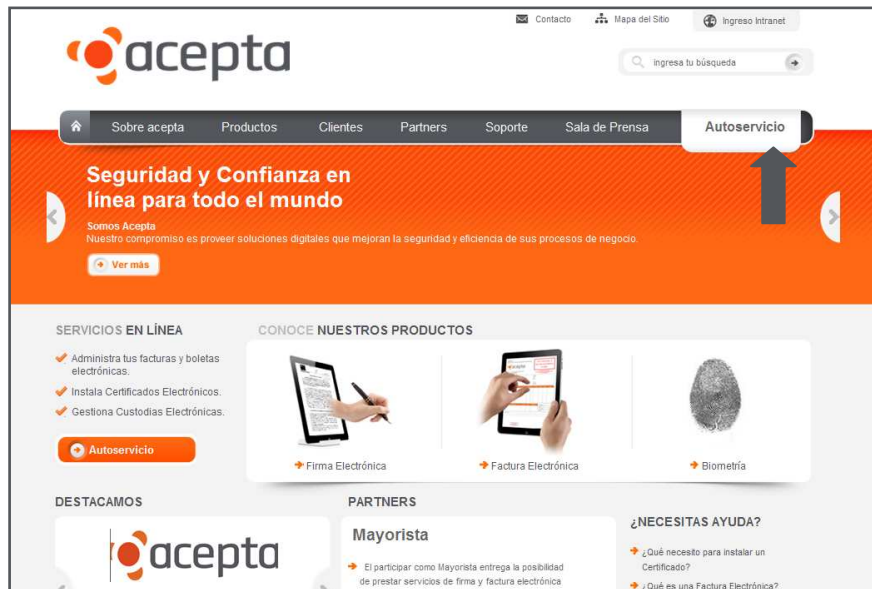 Contacto
Mapa del Sitio
Ingreso Intranet
acepta
ingresa tu búsqueda
Sobre acepta
Productos
Clientes
Partners
Soporte
Sala de Prensa
Autoservicio
Seguridad y Confianza en
línea para todo el mundo
Somos Acepta
Nuestro compromiso es proveer soluciones digitales que mejoran la seguridad y eficiencia de sus procesos de negocio.
Ver más
SERVICIOS EN LÍNEA
Administra tus facturas y boletas
electrónicas.
Instala Certificados Electrónicos.
Gestiona Custodias Electrónicas.
Autoservicio
CONOCE NUESTROS PRODUCTOS
Firma Electrónica
Factura Electrónica
Biometría
DESTACAMOS
acepta
PARTNERS
Mayorista
El participar como Mayorista entrega la posibilidad
de prestar servicios de firma y factura electrónica
¿NECESITAS AYUDA?
¿Qué necesito para instalar un
Certificado?
¿Qué es una Factura Electrónica?